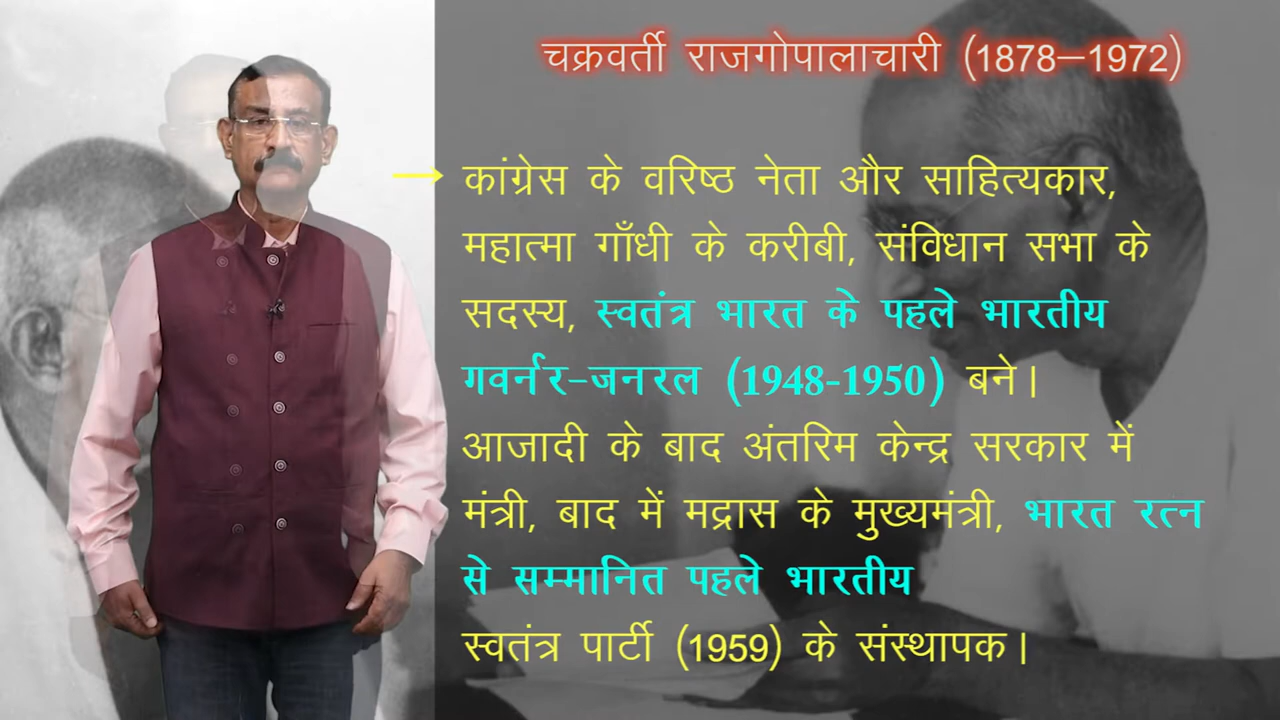 चक्रवर्ती राजगोपालाचारी (1878–1972)
→ कांग्रेस के वरिष्ठ नेता और साहित्यकार,
महात्मा गाँधी के करीबी, संविधान सभा के
सदस्य, स्वतंत्र भारत के पहले भारतीय
गवर्नर-जनरल (1948-1950) बने।
आजादी के बाद अंतरिम केन्द्र सरकार में
मंत्री, बाद में मद्रास के मुख्यमंत्री, भारत रत्न
से सम्मानित पहले भारतीय
स्वतंत्र पार्टी (1959) के संस्थापक।